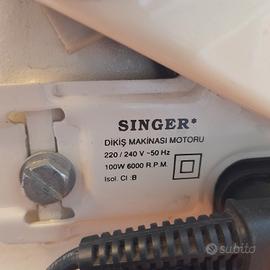 SINGER*
DİKİŞ MAKİNASI MOTORU
220 / 240 V ~50 Hz
100W 6000 R.P.M.
Isol. Cl :B
subito